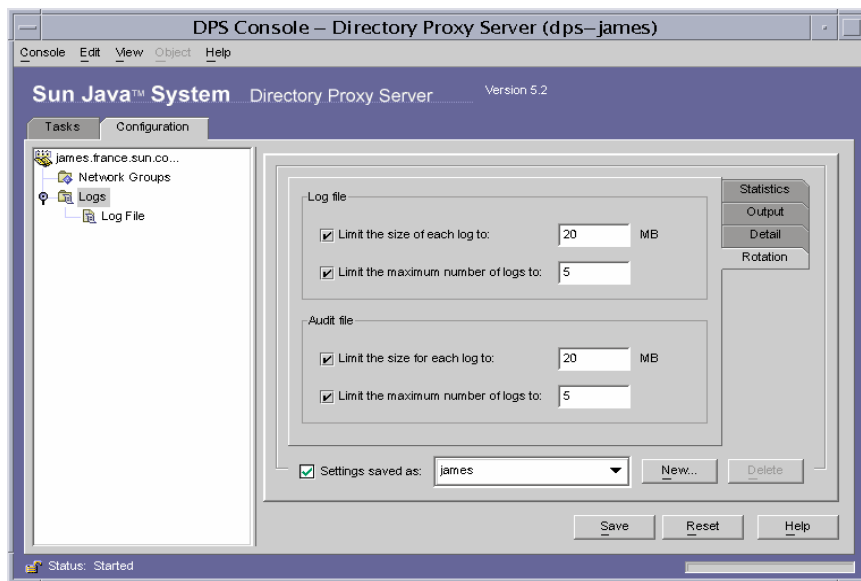 DPS Console – Directory Proxy Server (dps–james)
Console Edit View Object Help
Sun Java™ System Directory Proxy Server Version 5.2
Tasks Configuration
james.france.sun.co...
Network Groups
Logs
Log File
Statistics
Output
Detail
Rotation
Log file
Limit the size of each log to: 20 MB
Limit the maximum number of logs to: 5
Audit file
Limit the size for each log to: 20 MB
Limit the maximum number of logs to: 5
Settings saved as: james New... Delete
Save Reset Help
Status: Started